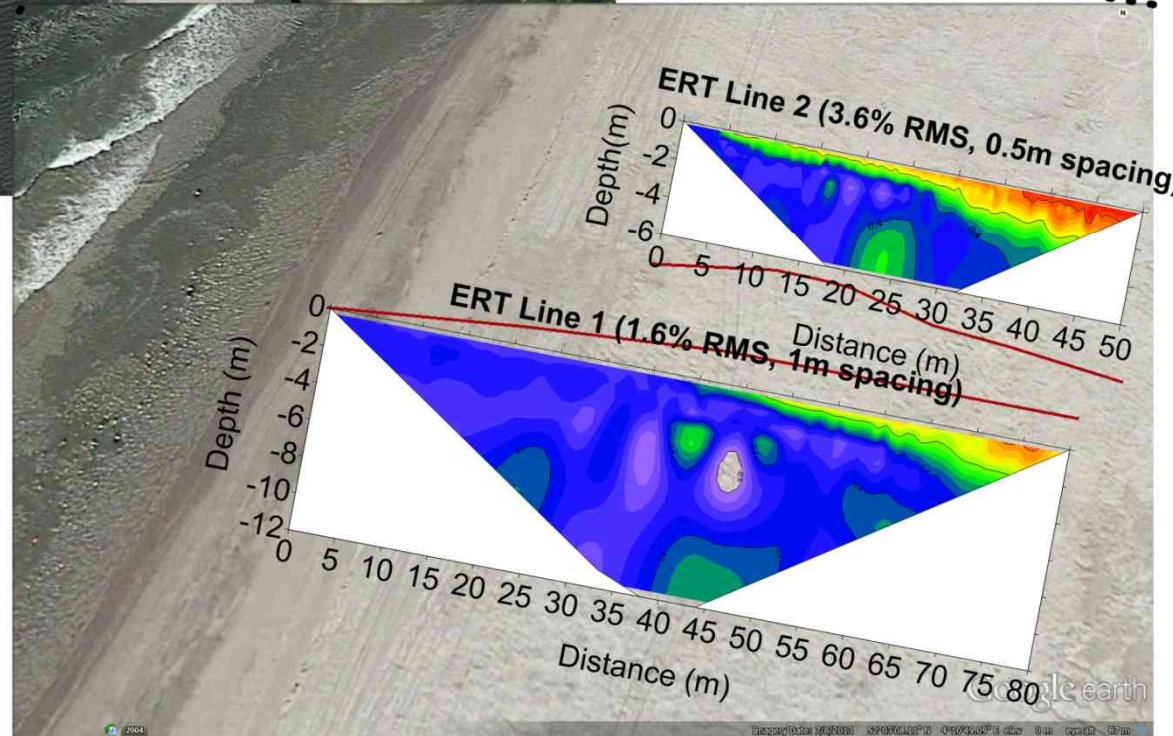 N
ERT Line 2 (3.6% RMS, 0.5m spacing)
Depth(m)
0
-2
-4
-6
0 5 10 15 20 25 30 35 40 45 50
Distance (m)
ERT Line 1 (1.6% RMS, 1m spacing)
Depth (m)
0
-2
-4
-6
-8
-10
-12
0 5 10 15 20 25 30 35 40 45 50 55 60 65 70 75 80
Distance (m)
Google earth
2004